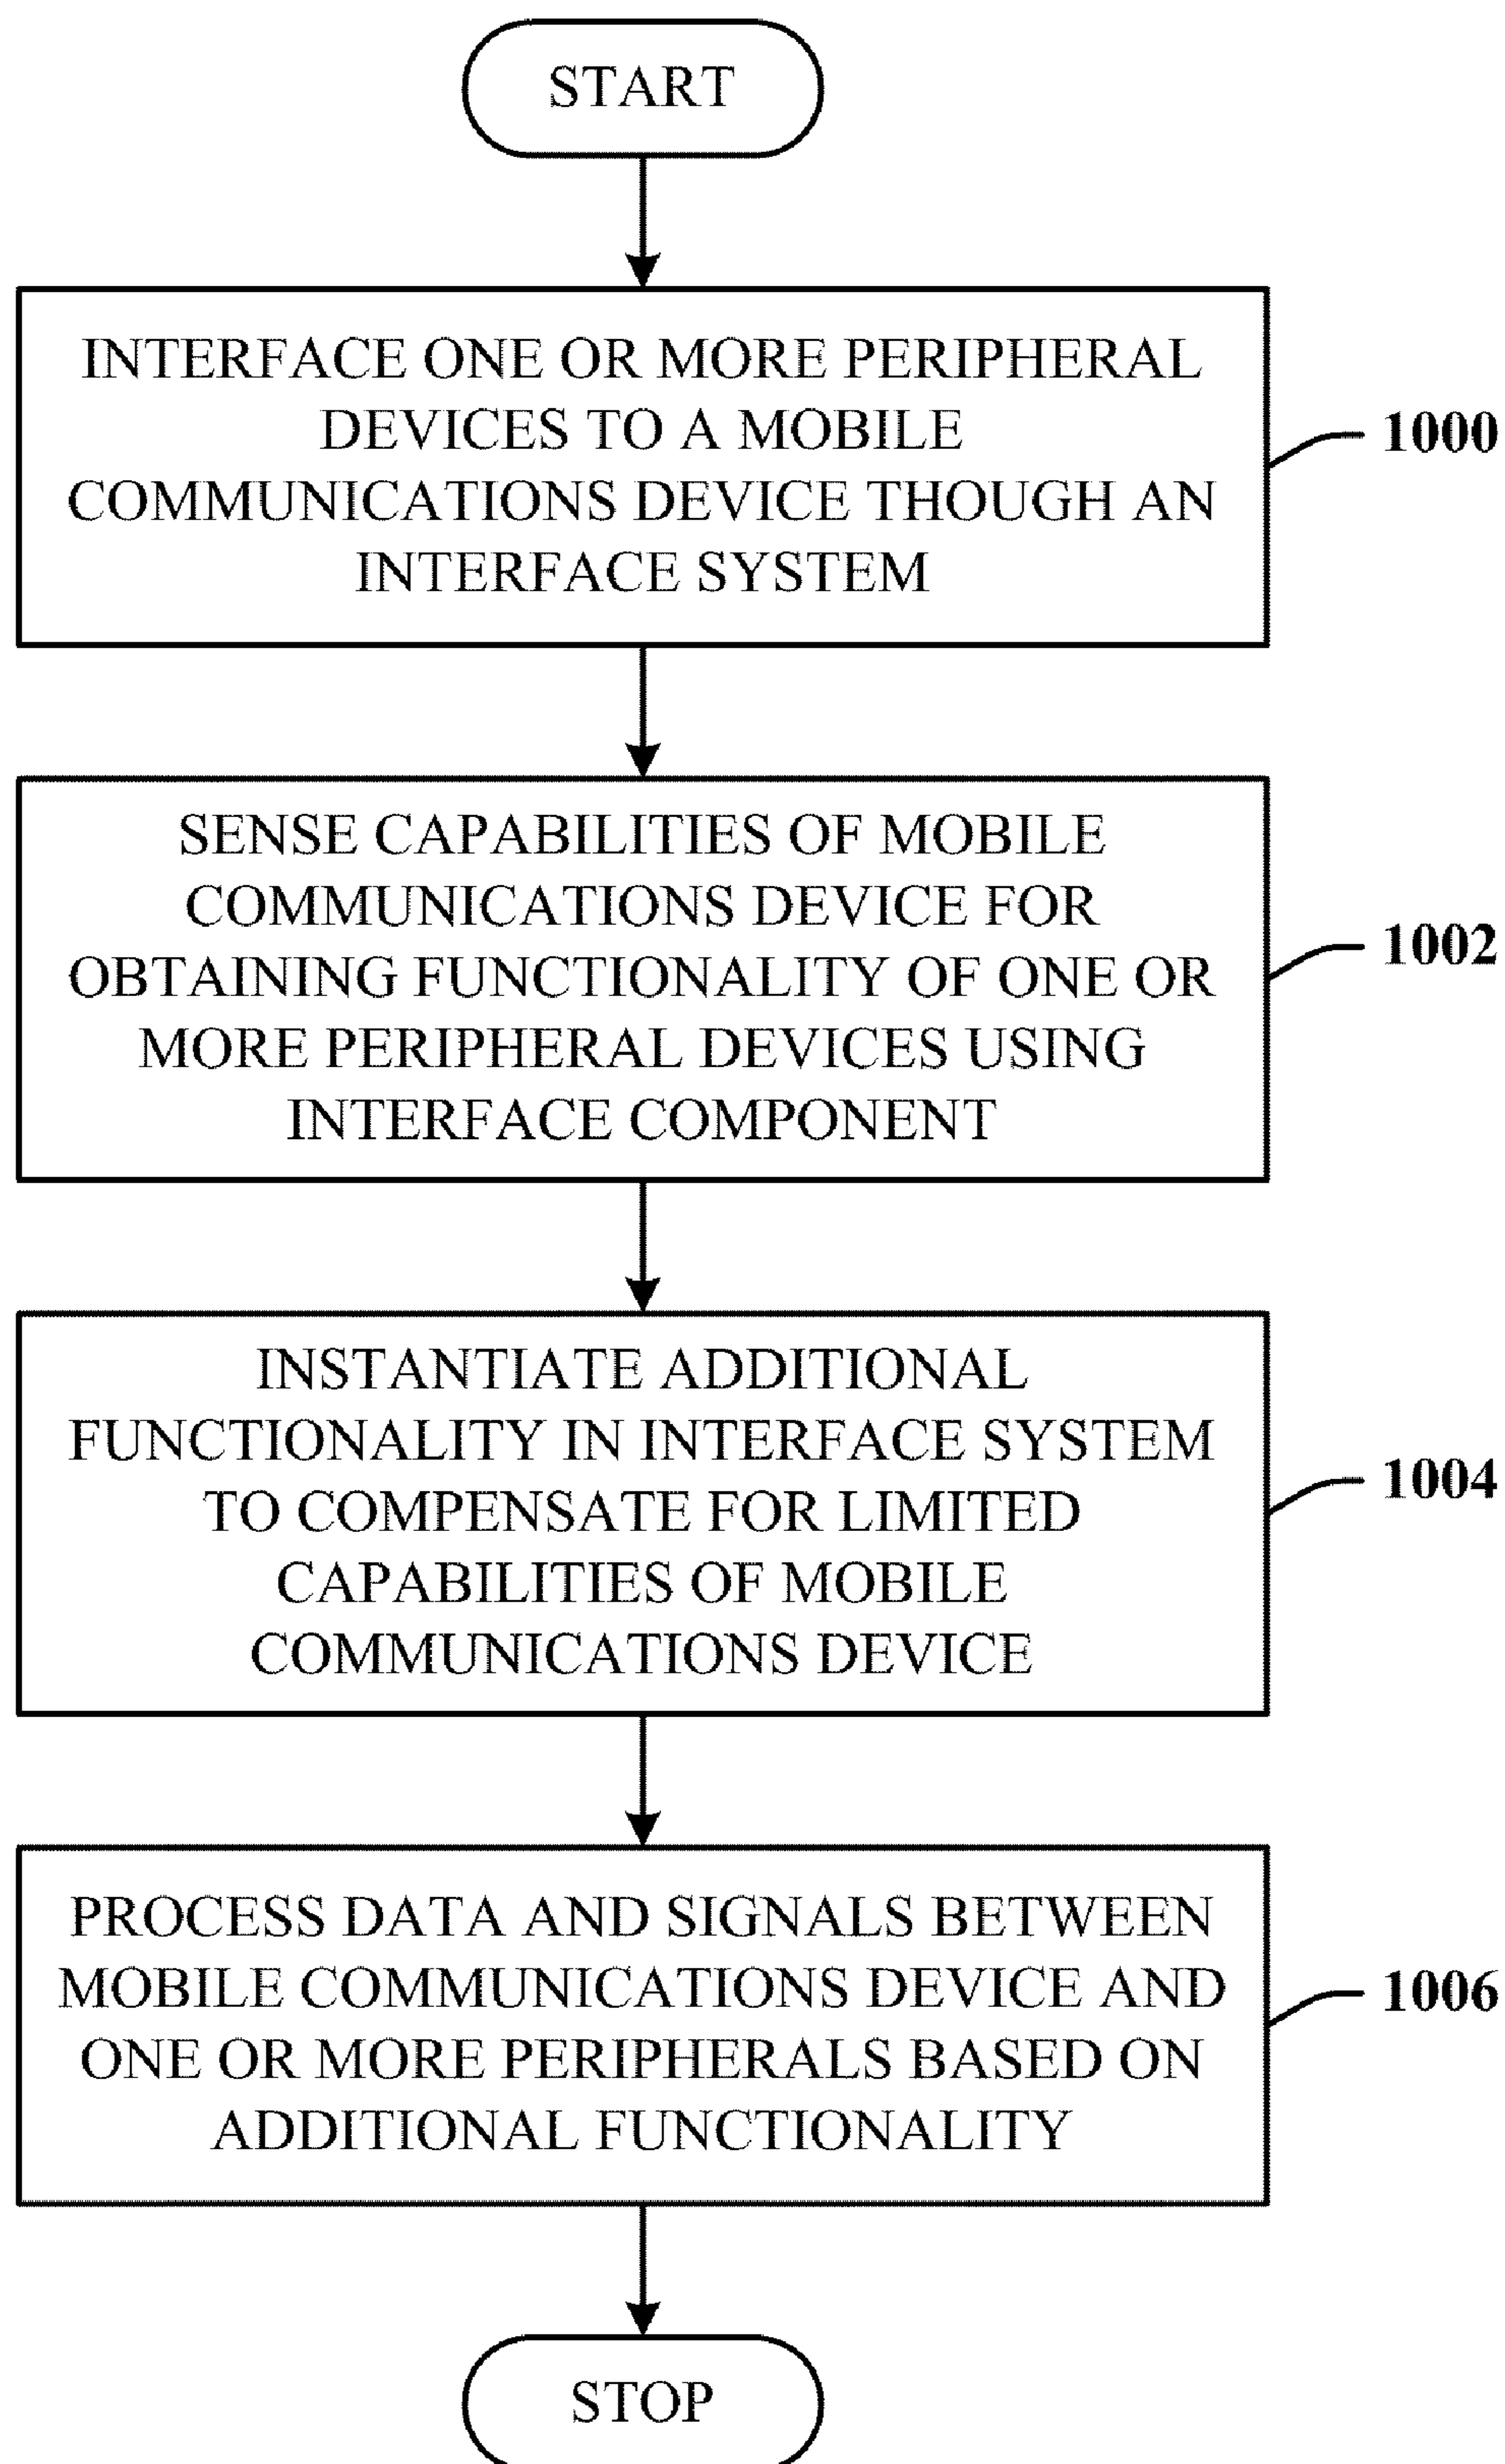 START
INTERFACE ONE OR MORE PERIPHERAL
DEVICES TO A MOBILE
COMMUNICATIONS DEVICE THOUGH AN
INTERFACE SYSTEM
1000
SENSE CAPABILITIES OF MOBILE
COMMUNICATIONS DEVICE FOR
OBTAINING FUNCTIONALITY OF ONE OR
MORE PERIPHERAL DEVICES USING
INTERFACE COMPONENT
1002
INSTANTIATE ADDITIONAL
FUNCTIONALITY IN INTERFACE SYSTEM
TO COMPENSATE FOR LIMITED
CAPABILITIES OF MOBILE
COMMUNICATIONS DEVICE
1004
PROCESS DATA AND SIGNALS BETWEEN
MOBILE COMMUNICATIONS DEVICE AND
ONE OR MORE PERIPHERALS BASED ON
ADDITIONAL FUNCTIONALITY
1006
STOP